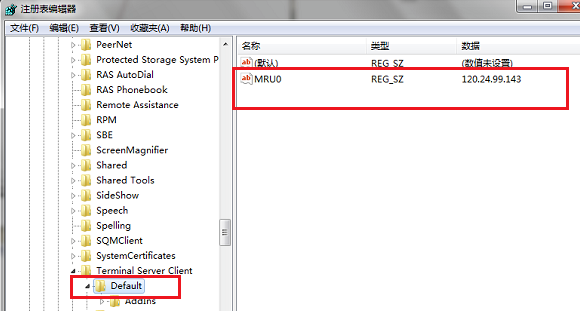 注册表编辑器
文件(F) 编辑(E) 查看(V) 收藏夹(A) 帮助(H)
PeerNet
Protected Storage System P
RAS AutoDial
RAS Phonebook
Remote Assistance
RPM
SBE
ScreenMagnifier
Shared
Shared Tools
SideShow
Speech
Spelling
SQMClient
SystemCertificates
Terminal Server Client
Default
AddIns
名称 类型 数据
ab (默认) REG_SZ (数值未设置)
ab MRU0 REG_SZ 120.24.99.143